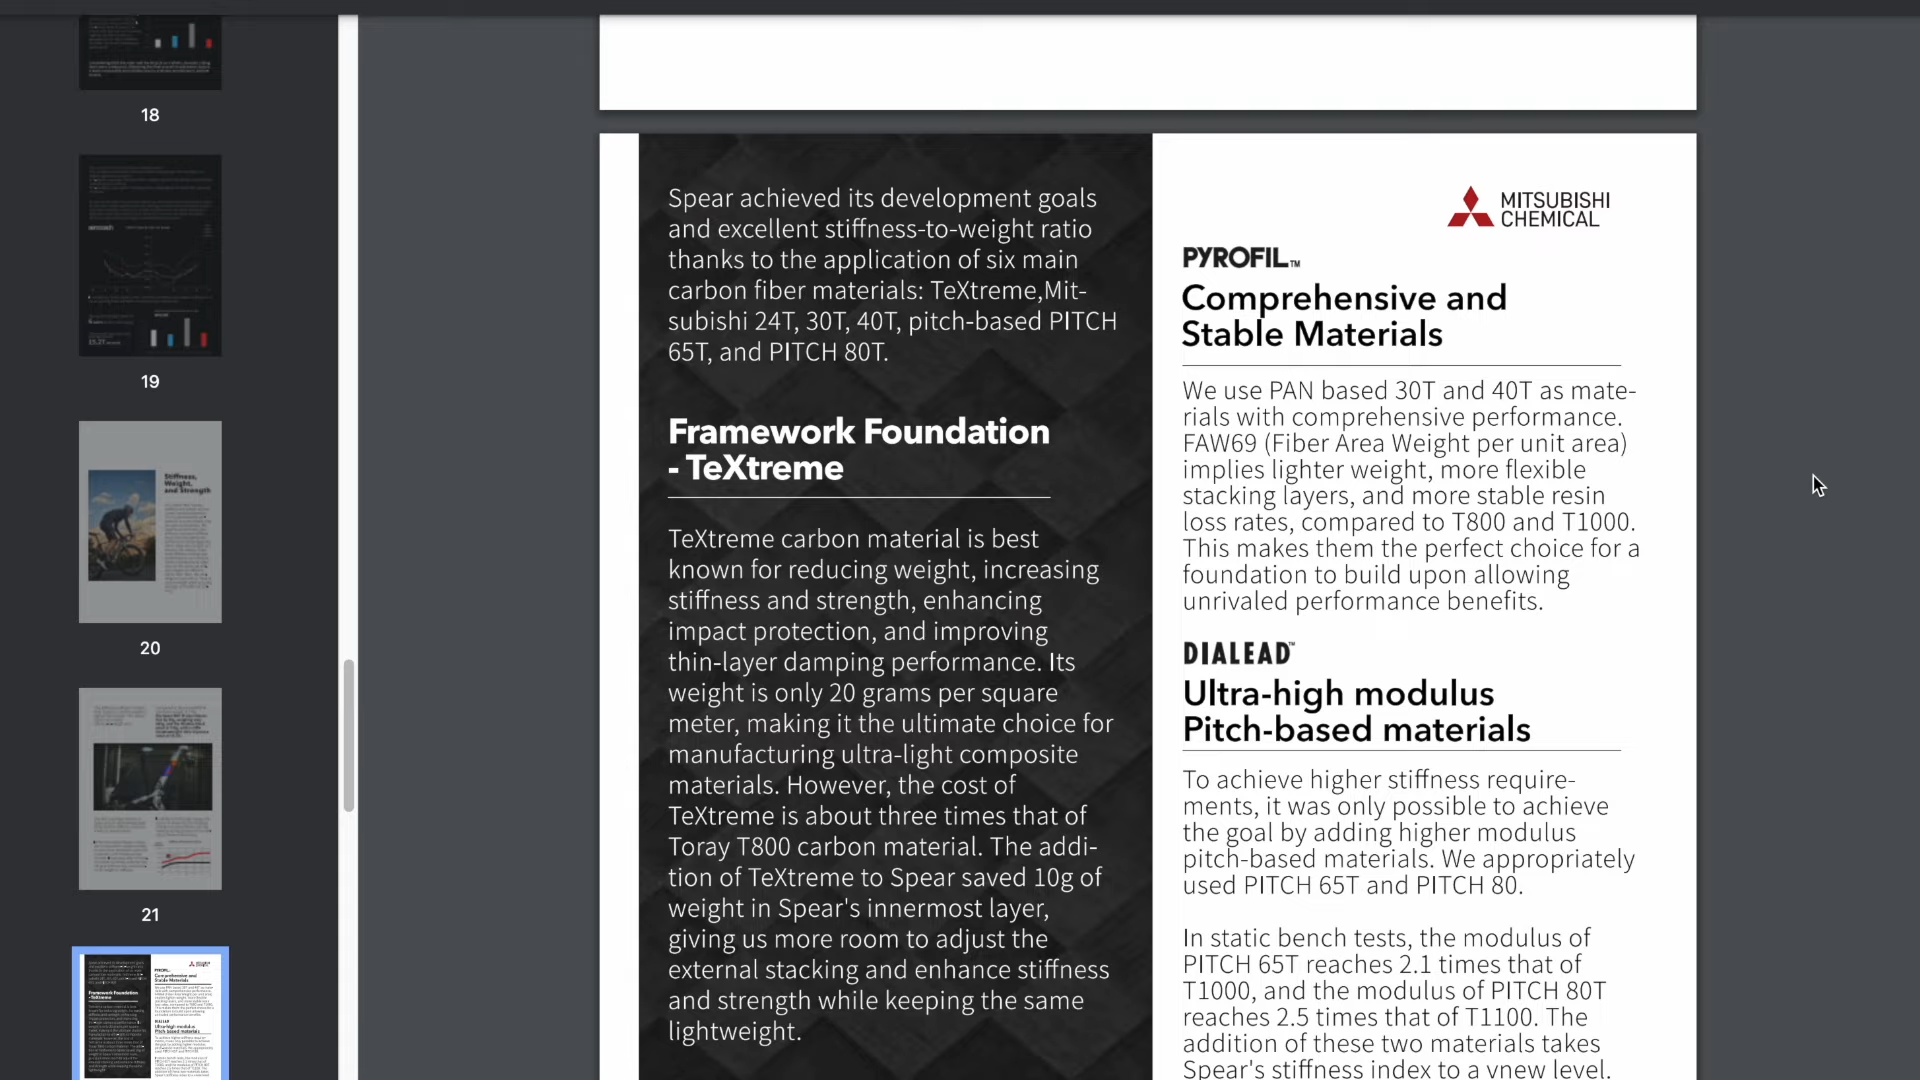 18
19
20
Stiffness,
Weight,
and Strength
21
Spear achieved its development goals
and excellent stiffness-to-weight ratio
thanks to the application of six main
carbon fiber materials: TeXtreme,Mit-
subishi 24T, 30T, 40T, pitch-based PITCH
65T, and PITCH 80T.
Framework Foundation
- TeXtreme
TeXtreme carbon material is best
known for reducing weight, increasing
stiffness and strength, enhancing
impact protection, and improving
thin-layer damping performance. Its
weight is only 20 grams per square
meter, making it the ultimate choice for
manufacturing ultra-light composite
materials. However, the cost of
TeXtreme is about three times that of
Toray T800 carbon material. The addi-
tion of TeXtreme to Spear saved 10g of
weight in Spear's innermost layer,
giving us more room to adjust the
external stacking and enhance stiffness
and strength while keeping the same
lightweight.
MITSUBISHI
CHEMICAL
PYROFIL™
Comprehensive and
Stable Materials
We use PAN based 30T and 40T as mate-
rials with comprehensive performance.
FAW69 (Fiber Area Weight per unit area)
implies lighter weight, more flexible
stacking layers, and more stable resin
loss rates, compared to T800 and T1000.
This makes them the perfect choice for a
foundation to build upon allowing
unrivaled performance benefits.
DIALEAD™
Ultra-high modulus
Pitch-based materials
To achieve higher stiffness require-
ments, it was only possible to achieve
the goal by adding higher modulus
pitch-based materials. We appropriately
used PITCH 65T and PITCH 80.
In static bench tests, the modulus of
PITCH 65T reaches 2.1 times that of
T1000, and the modulus of PITCH 80T
reaches 2.5 times that of T1100. The
addition of these two materials takes
Spear's stiffness index to a vnew level.